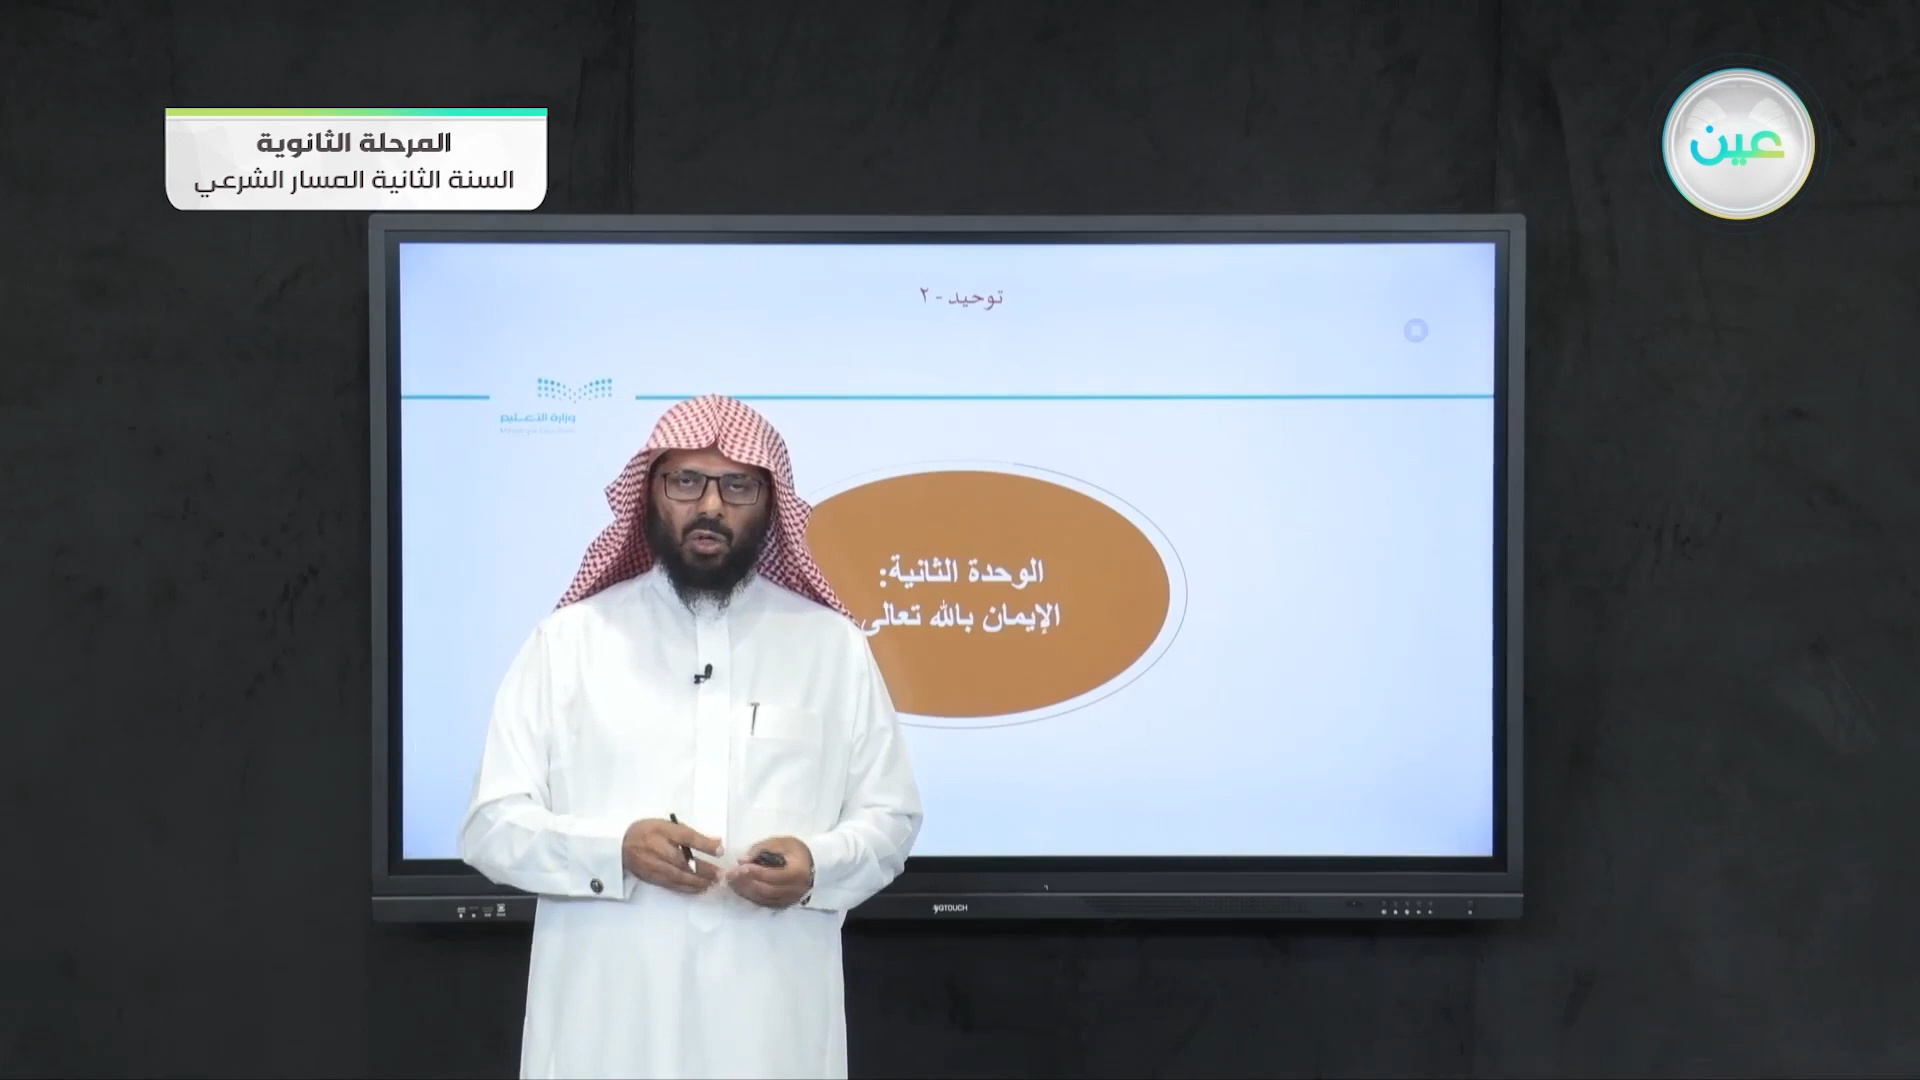 المرحلة الثانوية
السنة الثانية المسار الشرعي
عين
توحيد - ٢
وزارة التعليم
الوحدة الثانية:
الإيمان بالله تعالى